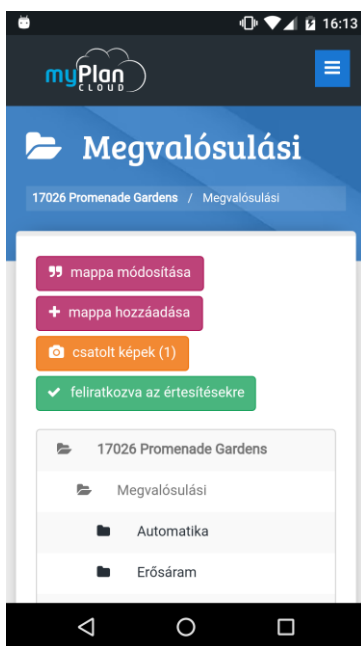 16:13
myPlan
CLOUD
Megvalósulási
17026 Promenade Gardens / Megvalósulási
mappa módosítása
mappa hozzáadása
csatolt képek (1)
feliratkozva az értesítésekre
17026 Promenade Gardens
Megvalósulási
Automatika
Erősáram